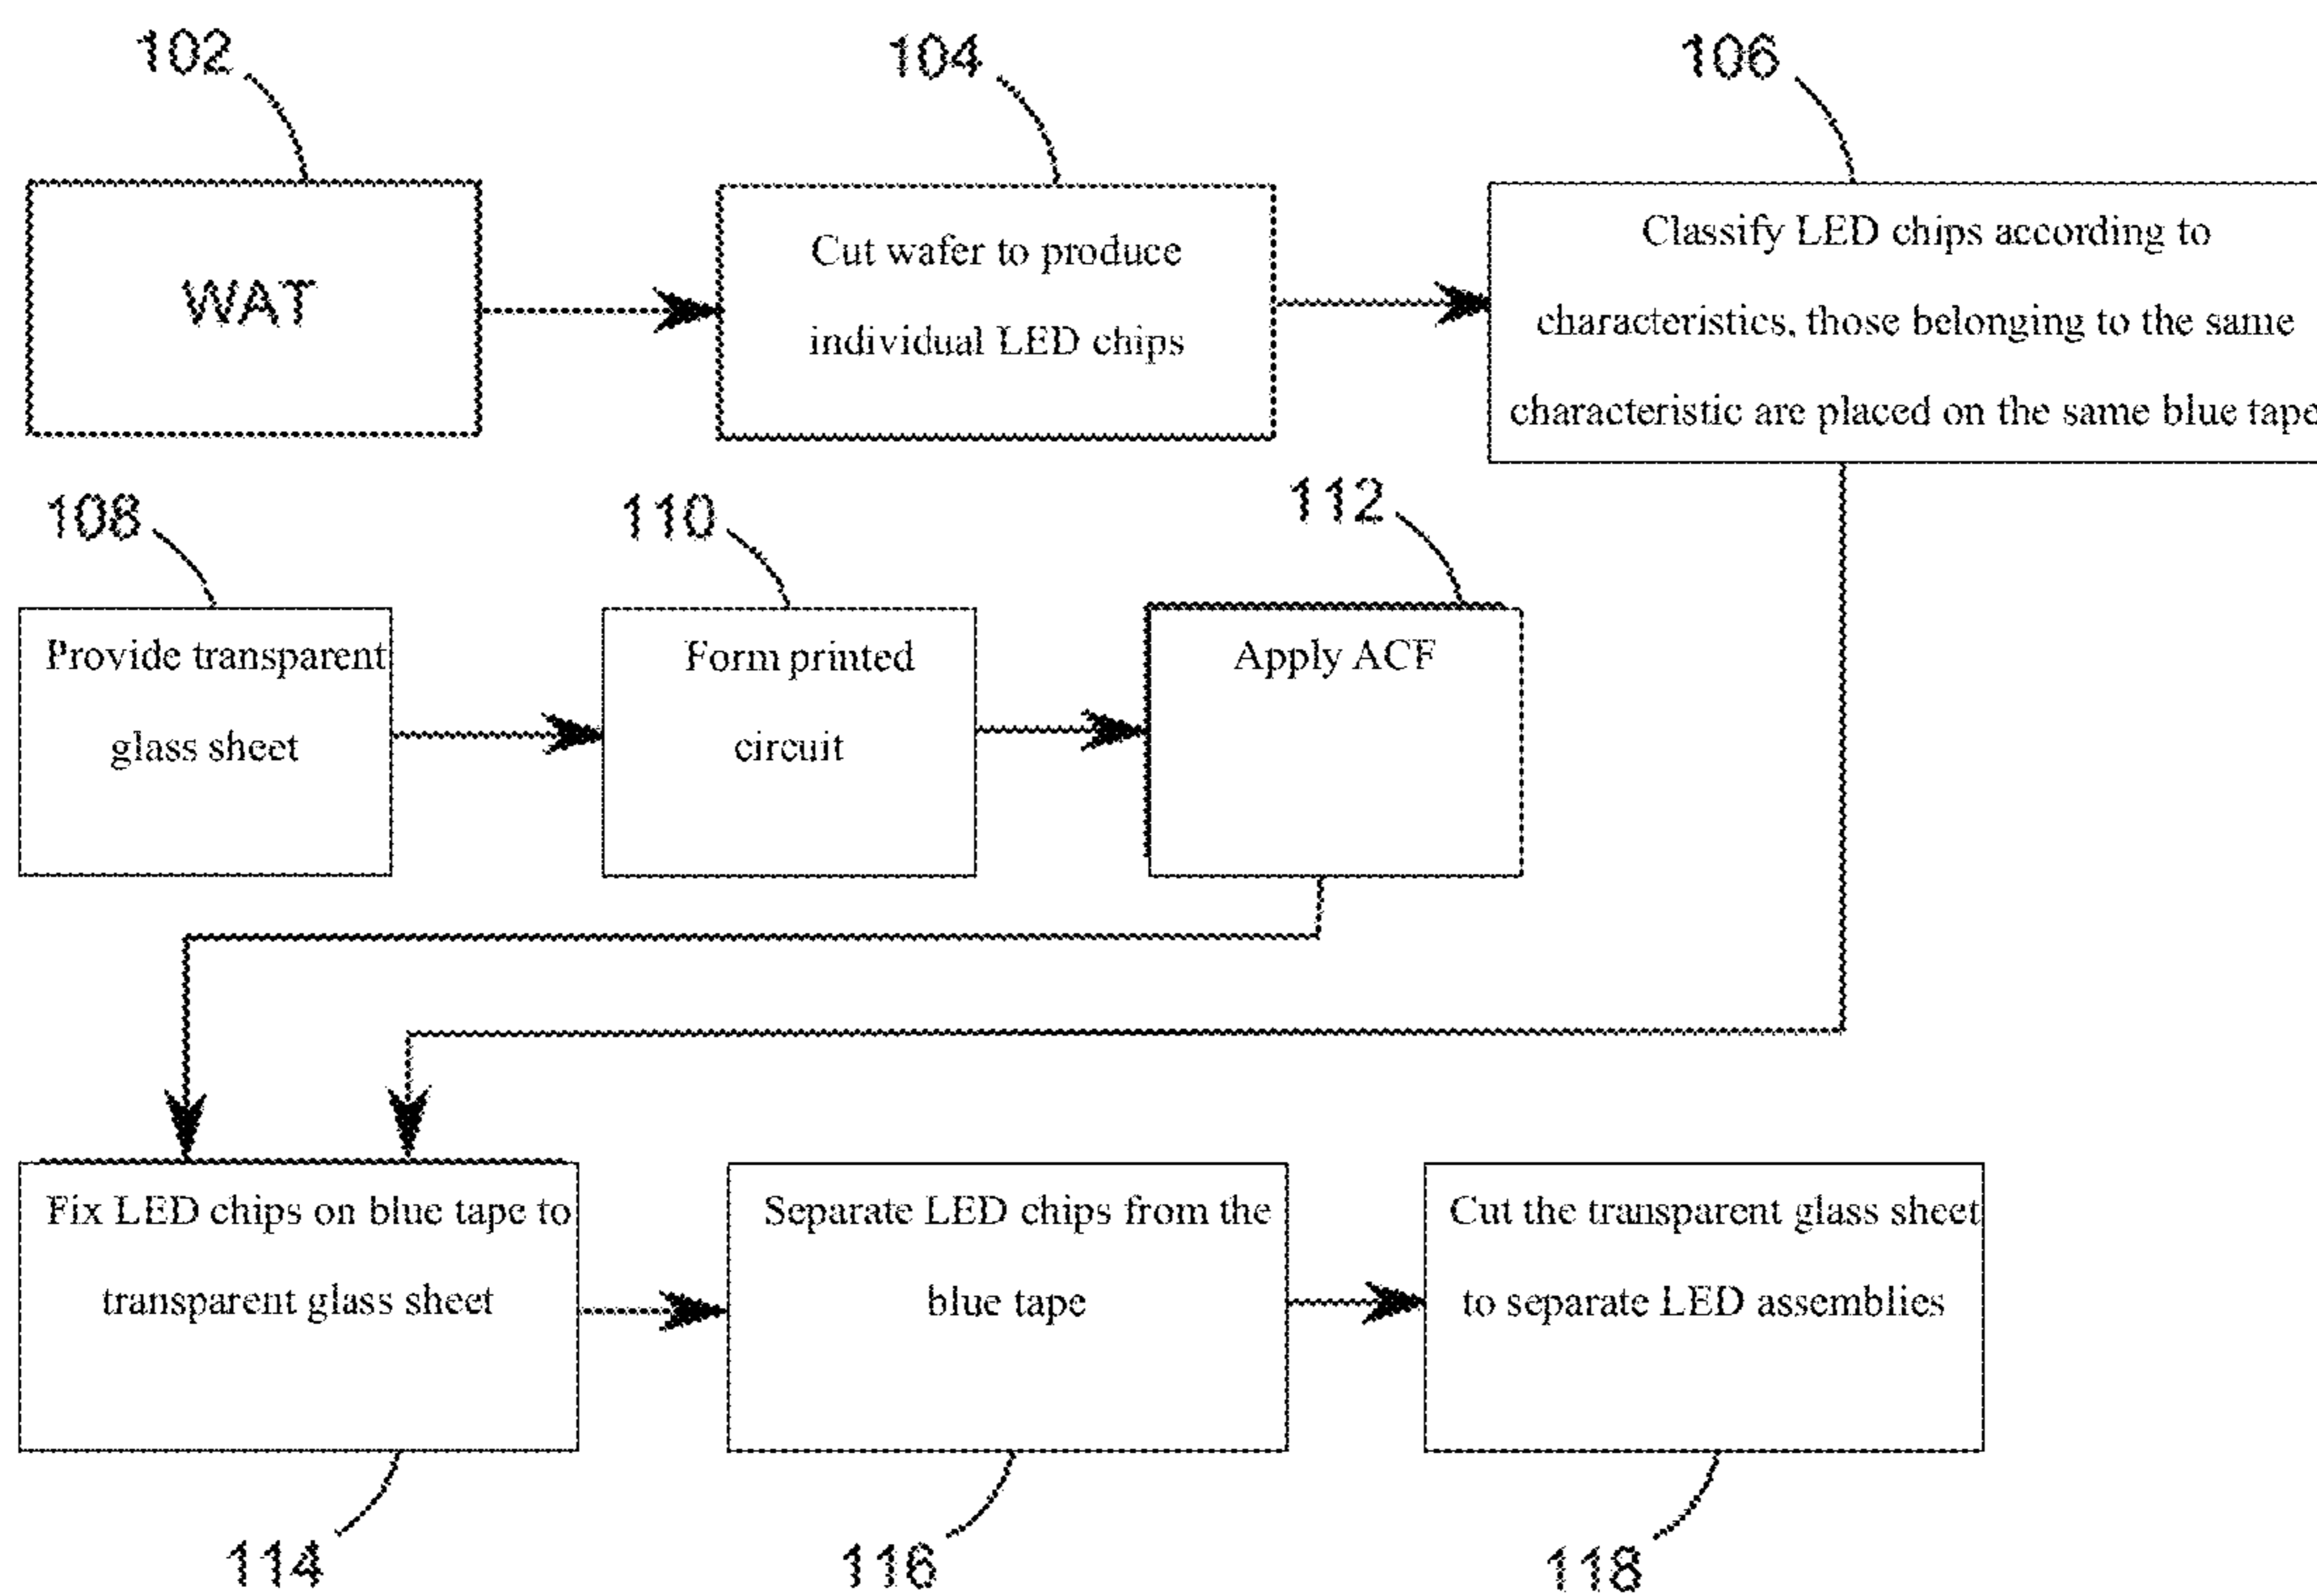 102
104
106
WAT
Cut wafer to produce
individual LED chips
Classify LED chips according to
characteristics, those belonging to the same
characteristic are placed on the same blue tape
108
110
112
Provide transparent
glass sheet
Form printed
circuit
Apply ACF
Fix LED chips on blue tape to
transparent glass sheet
Separate LED chips from the
blue tape
Cut the transparent glass sheet
to separate LED assemblies
114
116
118